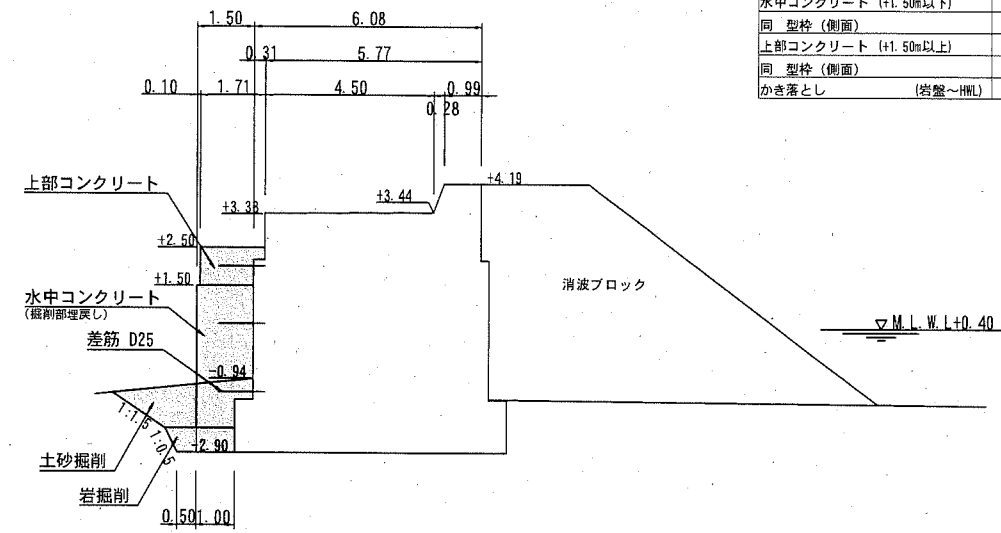 水中コンクリート (+1.50m以下)
同 型枠 (側面)
上部コンクリート (+1.50m以上)
同 型枠 (側面)
かき落とし (岩盤～HWL)
1.50 6.08
0.31 5.77
0.10 1.71 4.50 0.99
0.28
上部コンクリート
+4.19
+3.44
+3.38
+2.50
+1.50
消波ブロック
水中コンクリート
(掘削部埋戻し)
M.L.W.L+0.40
差筋 D25
-0.94
1:1.5
1:0.5
-2.90
土砂掘削
岩掘削
0.50 1.00